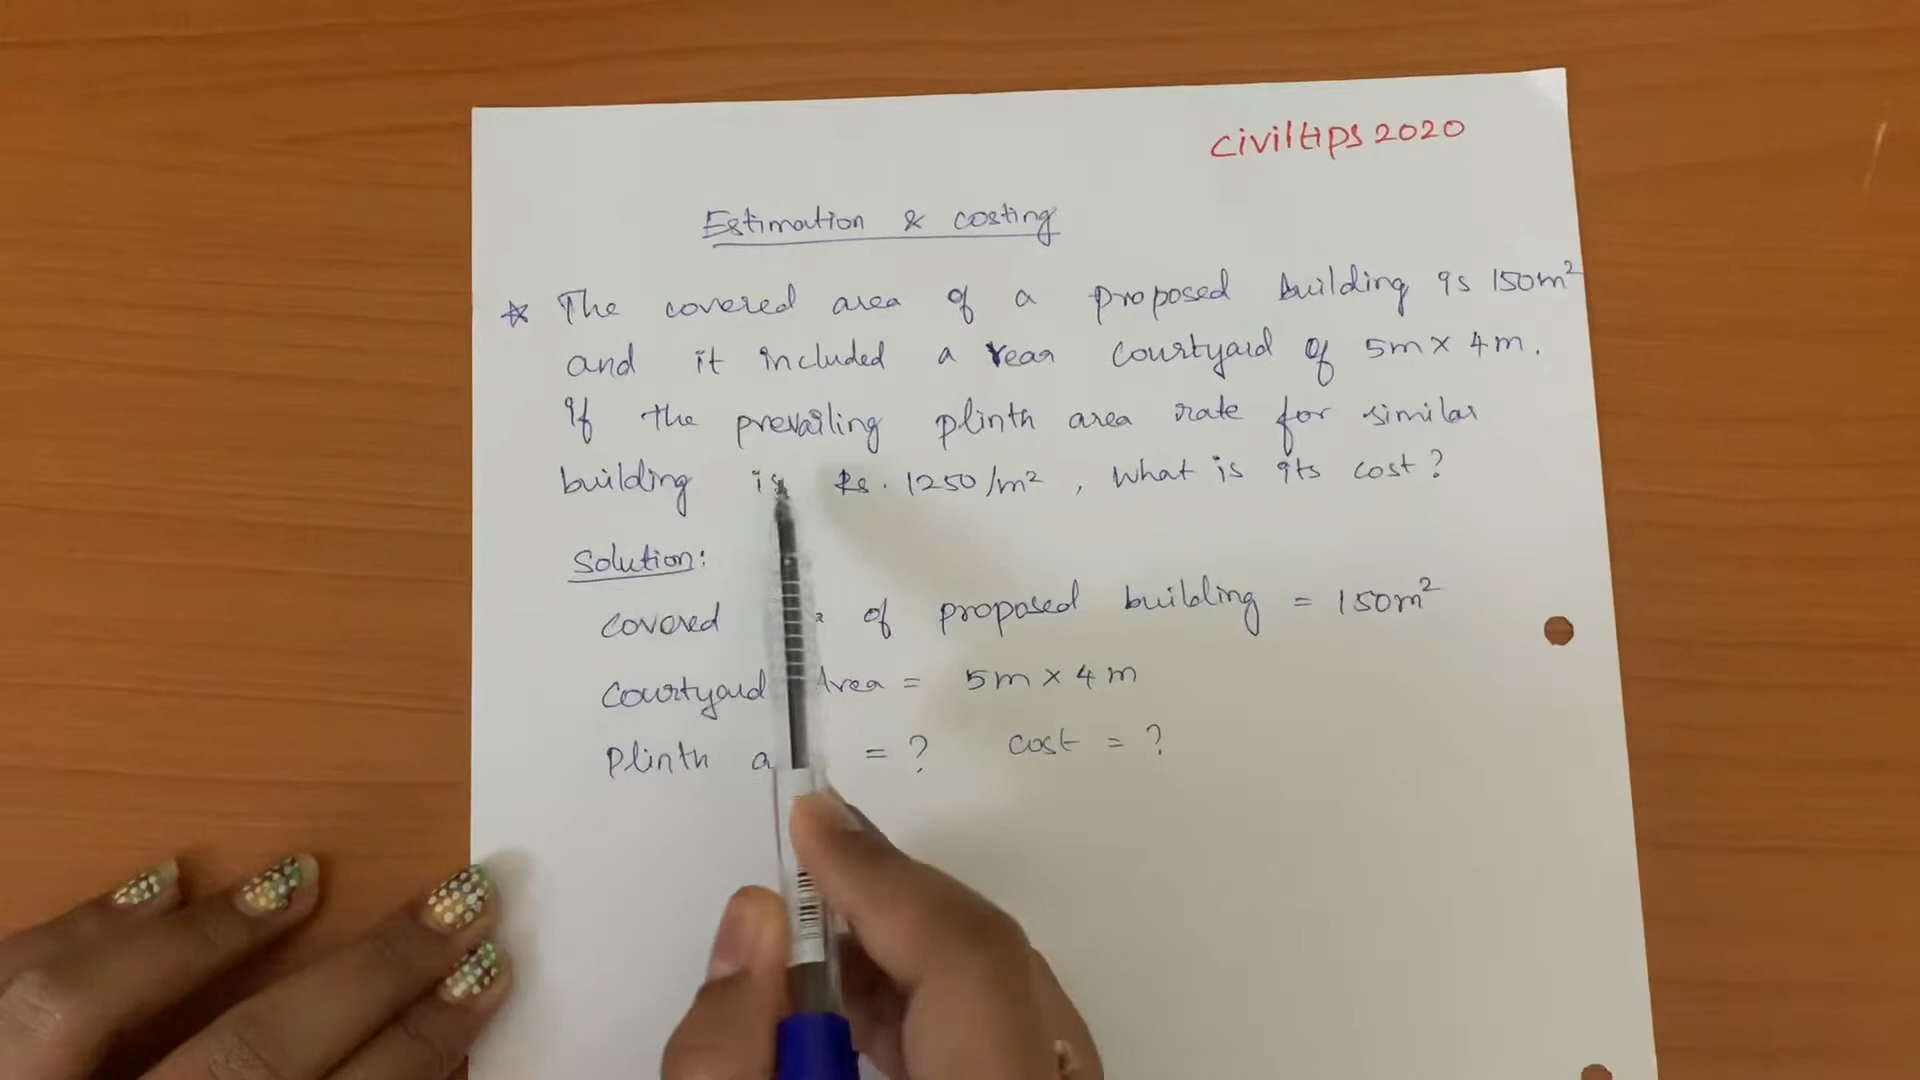 Civiltips 2020
Estimation & costing
* The covered area of a proposed building is 150m²
and it included a rear courtyard of 5m x 4m.
If the prevailing plinth area rate for similar
building is Rs. 1250/m², what is its cost?
Solution:
covered of proposed building = 150m²
Courtyard Area = 5m x 4m
Plinth a = ? cost = ?